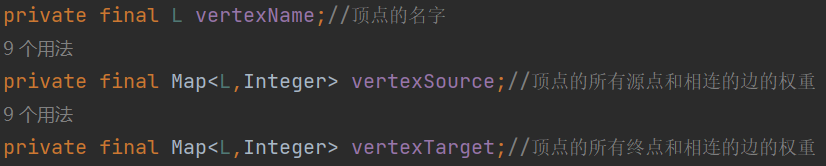 private final L vertexName;//顶点的名字
9 个用法
private final Map<L,Integer> vertexSource;//顶点的所有源点和相连的边的权重
9 个用法
private final Map<L,Integer> vertexTarget;//顶点的所有终点和相连的边的权重